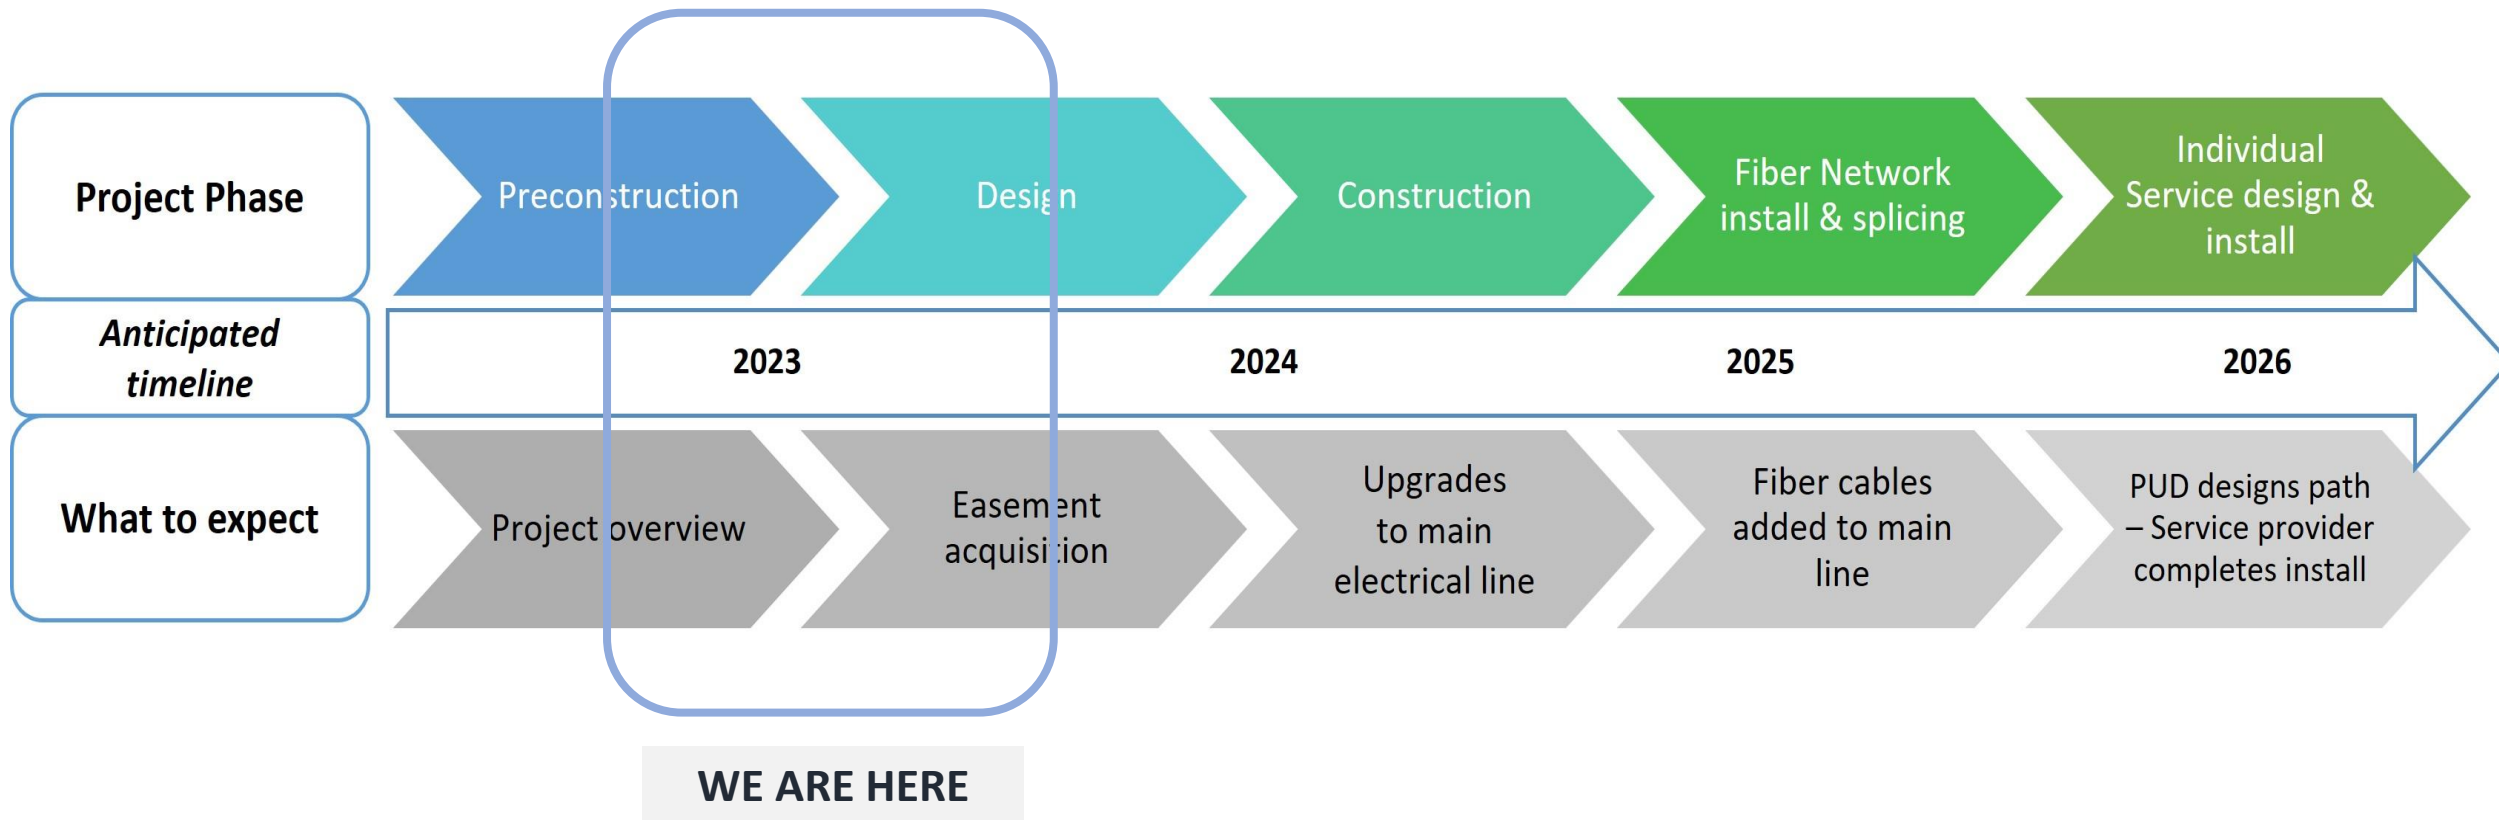 Project Phase
Preconstruction
Design
Construction
Fiber Network
install & splicing
Individual
Service design &
install
Anticipated
timeline
2023
2024
2025
2026
What to expect
Project overview
Easement
acquisition
Upgrades
to main
electrical line
Fiber cables
added to main
line
PUD designs path
– Service provider
completes install
WE ARE HERE